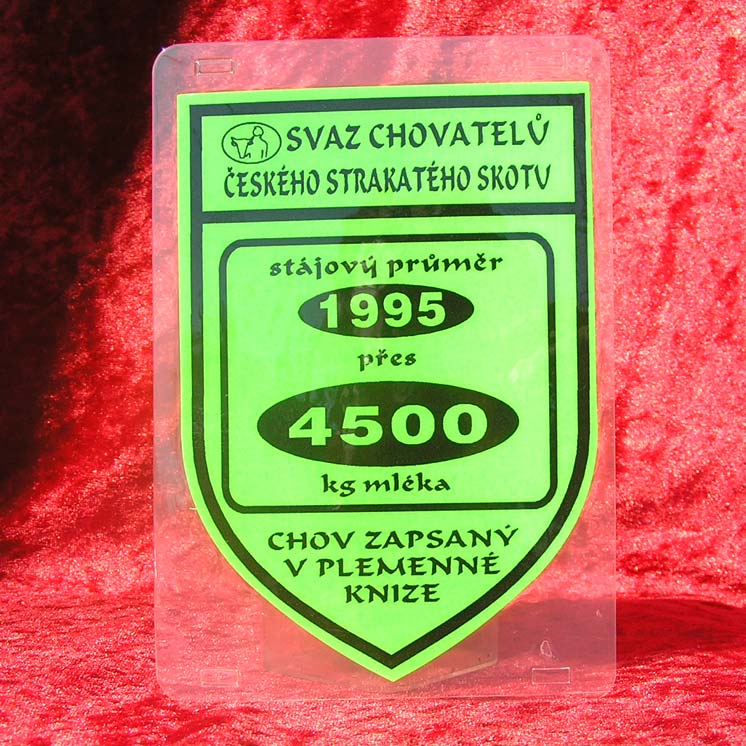 SVAZ CHOVATELŮ
ČESKÉHO STRAKATÉHO SKOTU
stájový průměr
1995
přes
4500
kg mléka
CHOV ZAPSANÝ
V PLEMENNÉ
KNIZE